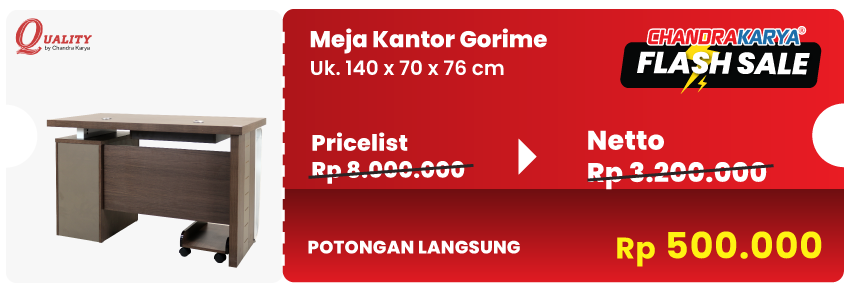 QUALITY
by Chandra Karya
Meja Kantor Gorime
Uk. 140 x 70 x 76 cm
CHANDRAKARYA®
FLASH SALE
Pricelist
Rp 8.000.000
Netto
Rp 3.200.000
POTONGAN LANGSUNG
Rp 500.000